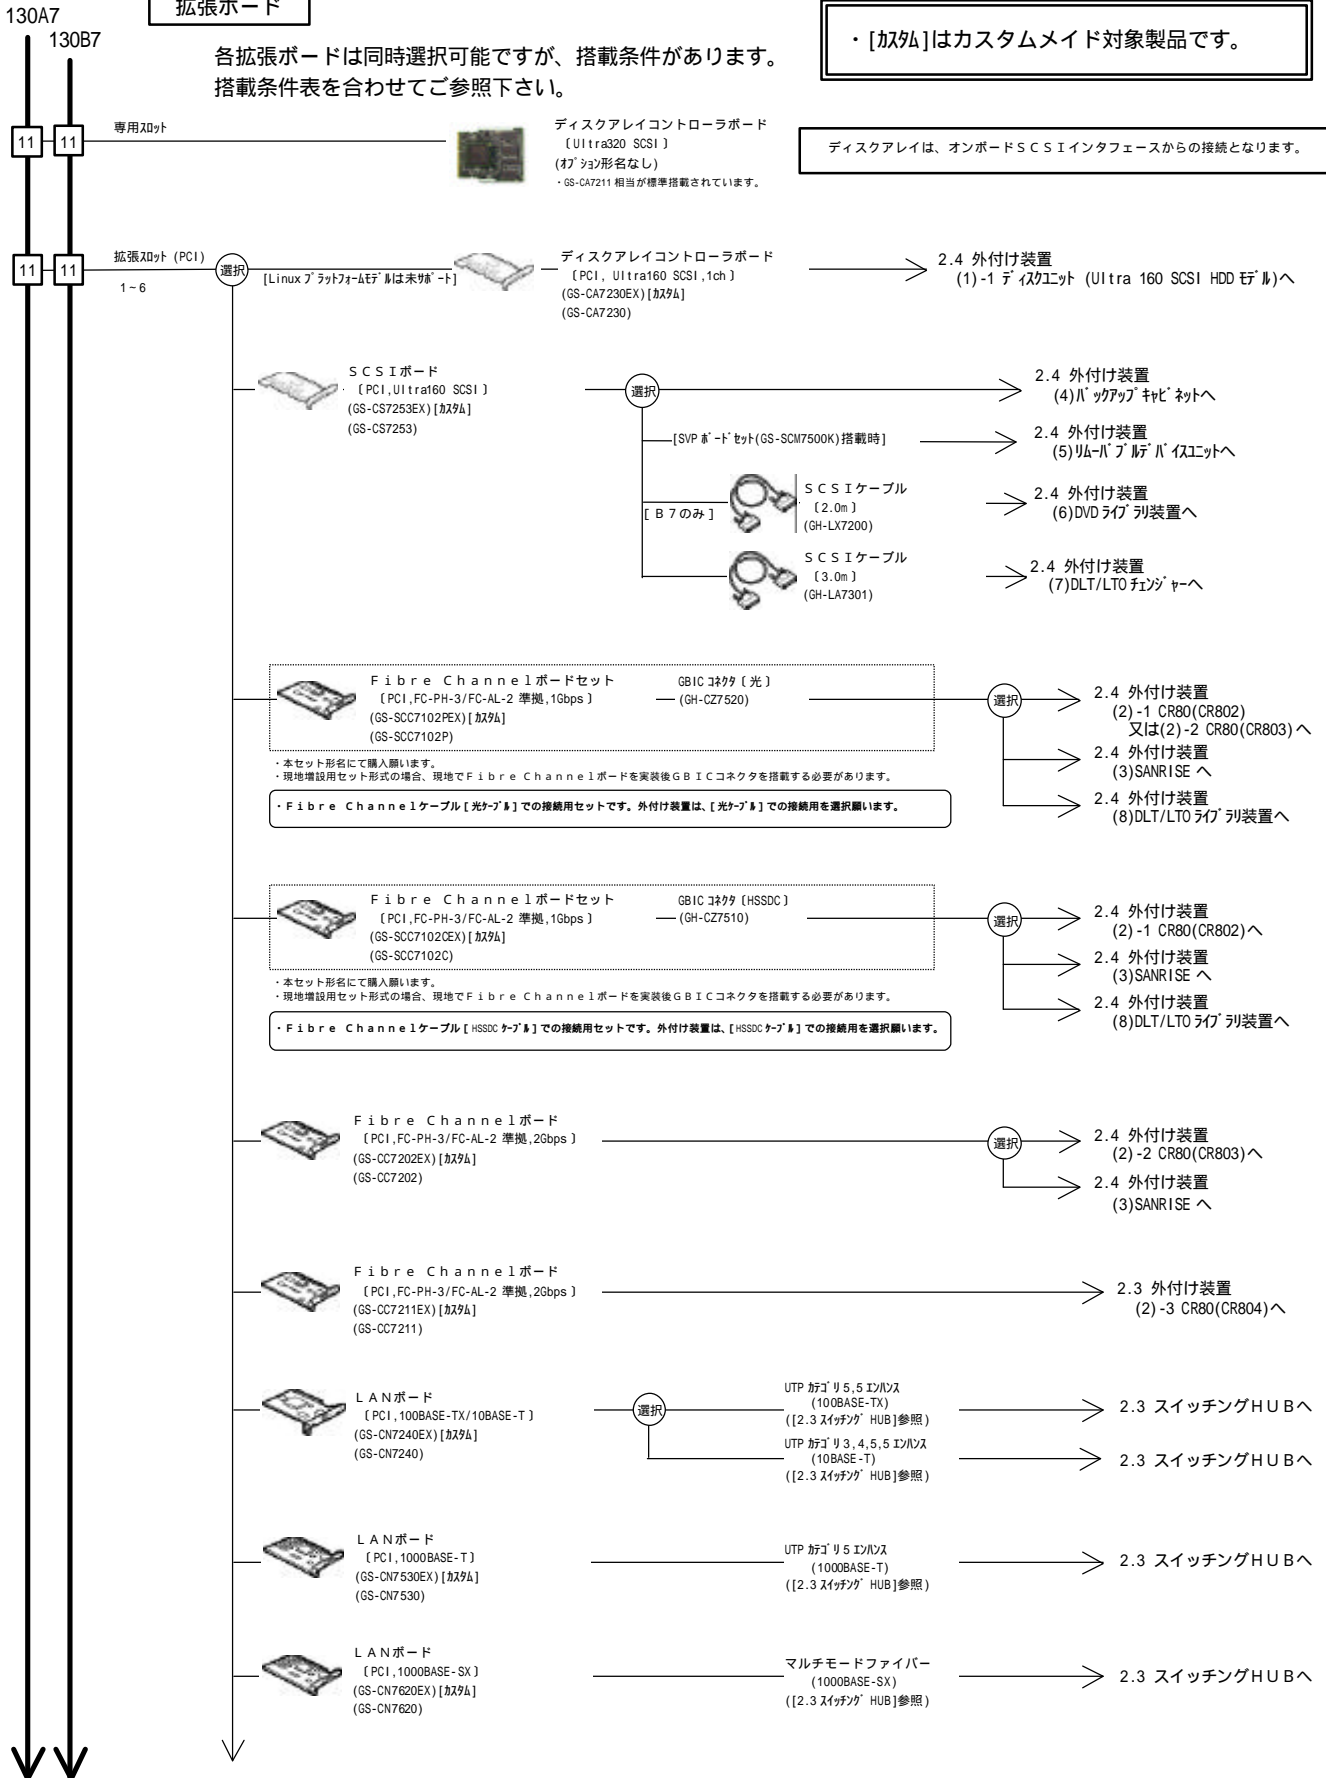 130A7
130B7
拡張ボード
各拡張ボードは同時選択可能ですが、搭載条件があります。
搭載条件表を合わせてご参照下さい。
・[ｶｽﾀﾑ]はカスタムメイド対象製品です。
11
11
専用ｽﾛｯﾄ
ディスクアレイコントローラボード
〔Ultra320 SCSI〕
(ｵﾌﾟｼｮﾝ形名なし)
・GS-CA7211 相当が標準搭載されています。
ディスクアレイは、オンボードＳＣＳＩインタフェースからの接続となります。
11
11
拡張ｽﾛｯﾄ (PCI)
1~6
選択
[Linux ﾌﾟﾗｯﾄﾌｫｰﾑﾓﾃﾞﾙは未ｻﾎﾟｰﾄ]
ディスクアレイコントローラボード
〔PCI, Ultra160 SCSI,1ch〕
(GS-CA7230EX)[ｶｽﾀﾑ]
(GS-CA7230)
2.4 外付け装置
(1)-1 ﾃﾞｨｽｸﾕﾆｯﾄ (Ultra 160 SCSI HDD ﾓﾃﾞﾙ)へ
ＳＣＳＩボード
〔PCI,Ultra160 SCSI〕
(GS-CS7253EX)[ｶｽﾀﾑ]
(GS-CS7253)
選択
2.4 外付け装置
(4)ﾊﾞｯｸｱｯﾌﾟｷｬﾋﾞﾈｯﾄへ
[SVP ﾎﾞｰﾄﾞｾｯﾄ(GS-SCM7500K)搭載時]
2.4 外付け装置
(5)ﾘﾑｰﾊﾞﾌﾞﾙﾃﾞﾊﾞｲｽﾕﾆｯﾄへ
[Ｂ７のみ]
ＳＣＳＩケーブル
〔2.0m〕
(GH-LX7200)
2.4 外付け装置
(6)DVD ﾗｲﾌﾞﾗﾘ装置へ
ＳＣＳＩケーブル
〔3.0m〕
(GH-LA7301)
2.4 外付け装置
(7)DLT/LTO ﾁｪﾝｼﾞｬｰへ
Ｆｉｂｒｅ Ｃｈａｎｎｅｌボードセット
〔PCI,FC-PH-3/FC-AL-2 準拠,1Gbps〕
(GS-SCC7102PEX)[ｶｽﾀﾑ]
(GS-SCC7102P)
GBIC ｺﾈｸﾀ〔光〕
(GH-CZ7520)
選択
2.4 外付け装置
(2)-1 CR80(CR802)
又は(2)-2 CR80(CR803)へ
2.4 外付け装置
(3)SANRISE へ
2.4 外付け装置
(8)DLT/LTO ﾗｲﾌﾞﾗﾘ装置へ
・本セット形名にて購入願います。
・現地増設用セット形式の場合、現地でＦｉｂｒｅ Ｃｈａｎｎｅｌボードを実装後ＧＢＩＣコネクタを搭載する必要があります。
・Ｆｉｂｒｅ Ｃｈａｎｎｅｌケーブル[光ｹｰﾌﾞﾙ]での接続用セットです。外付け装置は、[光ｹｰﾌﾞﾙ]での接続用を選択願います。
Ｆｉｂｒｅ Ｃｈａｎｎｅｌボードセット
〔PCI,FC-PH-3/FC-AL-2 準拠,1Gbps〕
(GS-SCC7102CEX)[ｶｽﾀﾑ]
(GS-SCC7102C)
GBIC ｺﾈｸﾀ〔HSSDC〕
(GH-CZ7510)
選択
2.4 外付け装置
(2)-1 CR80(CR802)へ
2.4 外付け装置
(3)SANRISE へ
2.4 外付け装置
(8)DLT/LTO ﾗｲﾌﾞﾗﾘ装置へ
・本セット形名にて購入願います。
・現地増設用セット形式の場合、現地でＦｉｂｒｅ Ｃｈａｎｎｅｌボードを実装後ＧＢＩＣコネクタを搭載する必要があります。
・Ｆｉｂｒｅ Ｃｈａｎｎｅｌケーブル[HSSDC ｹｰﾌﾞﾙ]での接続用セットです。外付け装置は、[HSSDC ｹｰﾌﾞﾙ]での接続用を選択願います。
Ｆｉｂｒｅ Ｃｈａｎｎｅｌボード
〔PCI,FC-PH-3/FC-AL-2 準拠,2Gbps〕
(GS-CC7202EX)[ｶｽﾀﾑ]
(GS-CC7202)
選択
2.4 外付け装置
(2)-2 CR80(CR803)へ
2.4 外付け装置
(3)SANRISE へ
Ｆｉｂｒｅ Ｃｈａｎｎｅｌボード
〔PCI,FC-PH-3/FC-AL-2 準拠,2Gbps〕
(GS-CC7211EX)[ｶｽﾀﾑ]
(GS-CC7211)
2.3 外付け装置
(2)-3 CR80(CR804)へ
ＬＡＮボード
〔PCI,100BASE-TX/10BASE-T〕
(GS-CN7240EX)[ｶｽﾀﾑ]
(GS-CN7240)
選択
UTP ｶﾃｺﾞﾘ 5,5 ｴﾝﾊﾝｽ
(100BASE-TX)
([2.3 ｽｲｯﾁﾝｸﾞ HUB]参照)
2.3 スイッチングＨＵＢへ
UTP ｶﾃｺﾞﾘ 3,4,5,5 ｴﾝﾊﾝｽ
(10BASE-T)
([2.3 ｽｲｯﾁﾝｸﾞ HUB]参照)
2.3 スイッチングＨＵＢへ
ＬＡＮボード
〔PCI,1000BASE-T〕
(GS-CN7530EX)[ｶｽﾀﾑ]
(GS-CN7530)
UTP ｶﾃｺﾞﾘ 5 ｴﾝﾊﾝｽ
(1000BASE-T)
([2.3 ｽｲｯﾁﾝｸﾞ HUB]参照)
2.3 スイッチングＨＵＢへ
ＬＡＮボード
〔PCI,1000BASE-SX〕
(GS-CN7620EX)[ｶｽﾀﾑ]
(GS-CN7620)
マルチモードファイバー
(1000BASE-SX)
([2.3 ｽｲｯﾁﾝｸﾞ HUB]参照)
2.3 スイッチングＨＵＢへ